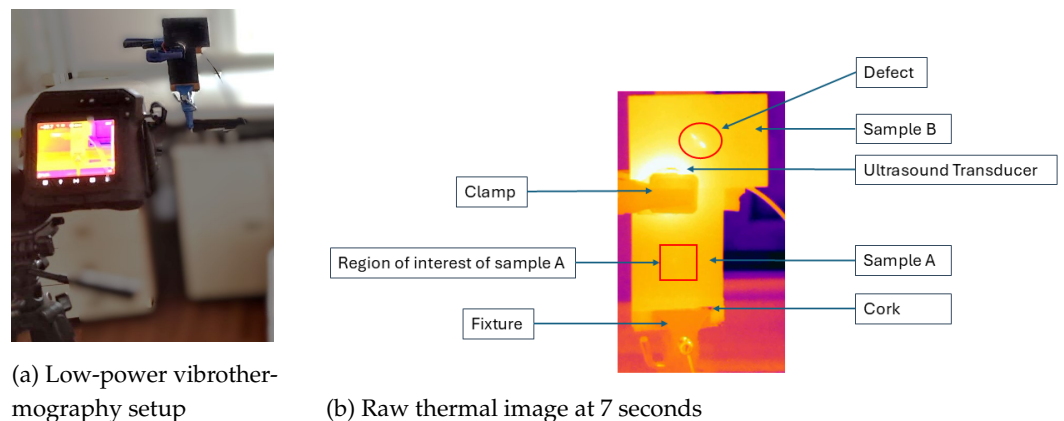 Defect
Sample B
Ultrasound Transducer
Clamp
Region of interest of sample A
Sample A
Cork
Fixture
(a) Low-power vibrother-
mography setup
(b) Raw thermal image at 7 seconds